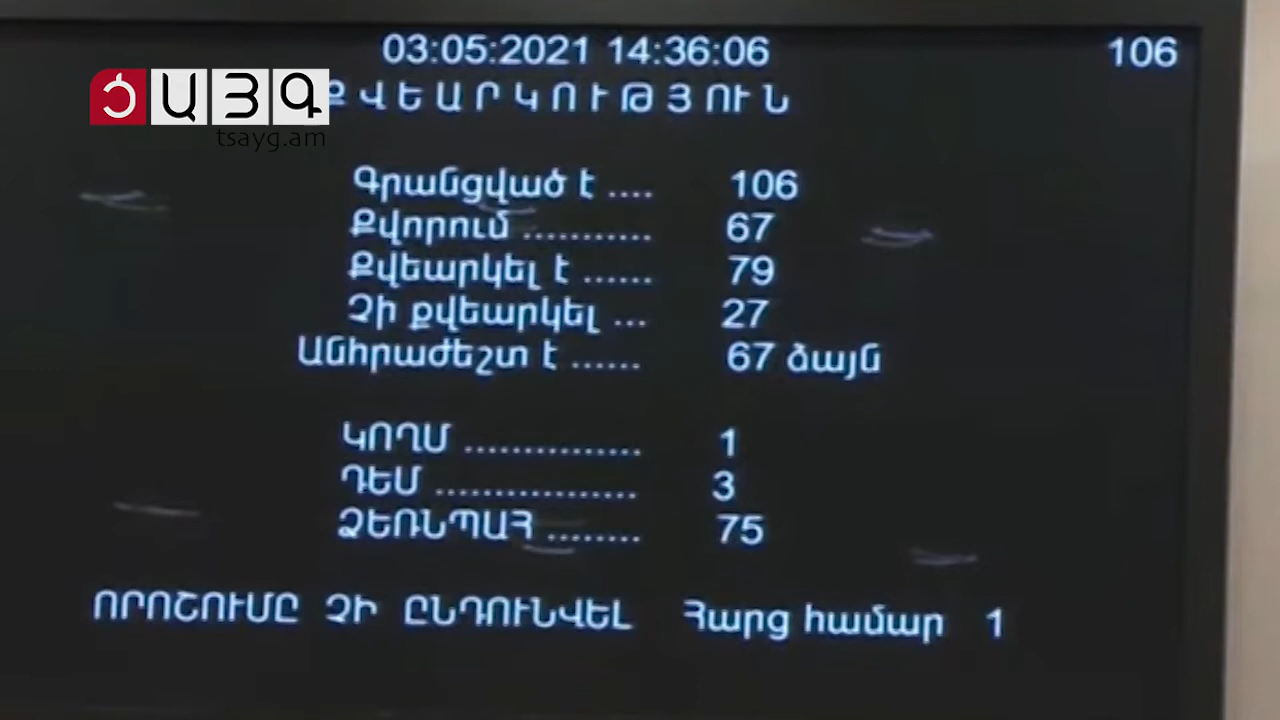 03:05:2021 14:36:06 106
ՔՎԵԱՐԿՈՒԹՅՈՒՆ
ԾԱՅԳ
tsayg.am
Գրանցված է .... 106
Քվորում ........... 67
Քվեարկել է ...... 79
Չի քվեարկել ... 27
Անհրաժեշտ է ...... 67 ձայն
ԿՈՂՄ .............. 1
ԴԵՄ ................ 3
ՁԵՌՆՊԱՀ ........ 75
ՈՐՈՇՈՒՄԸ ՉԻ ԸՆԴՈՒՆՎԵԼ Հարց համար 1